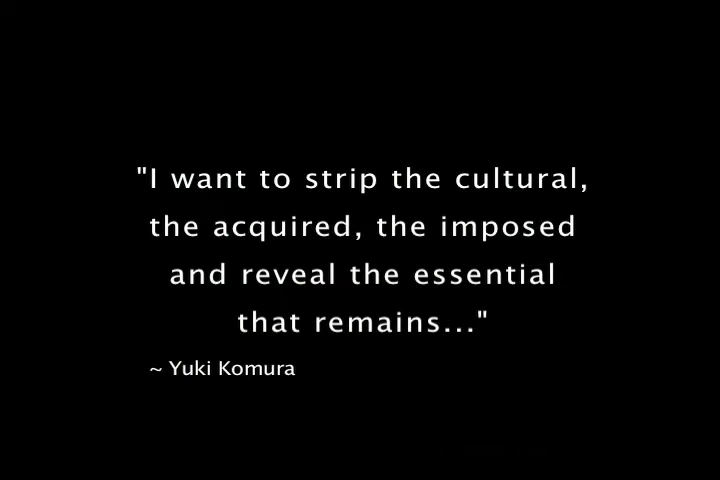 "I want to strip the cultural,
the acquired, the imposed
and reveal the essential
that remains..."
~ Yuki Komura